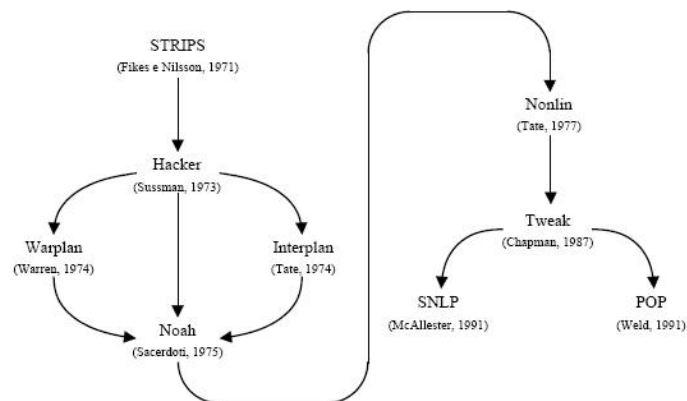 STRIPS
(Fikes e Nilsson, 1971)
Hacker
(Sussman, 1973)
Warplan
(Warren, 1974)
Interplan
(Tate, 1974)
Noah
(Sacerdoti, 1975)
Nonlin
(Tate, 1977)
Tweak
(Chapman, 1987)
SNLP
(McAllester, 1991)
POP
(Weld, 1991)